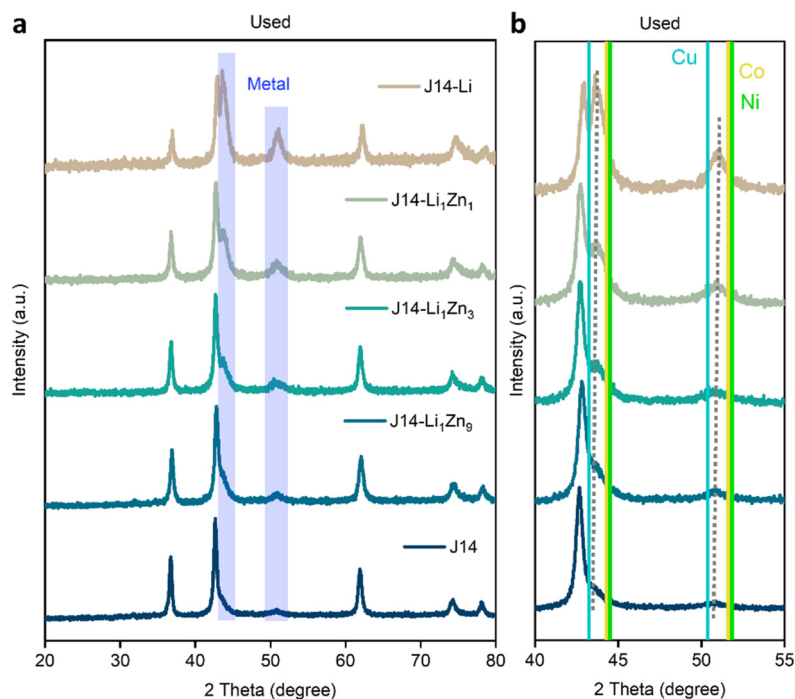 a
Used
Metal
J14-Li
J14-Li₁Zn₁
J14-Li₁Zn₃
J14-Li₁Zn₉
J14
Intensity (a.u.)
20 30 40 50 60 70 80
2 Theta (degree)
b
Used
Cu
Co
Ni
Intensity (a.u.)
40 45 50 55
2 Theta (degree)